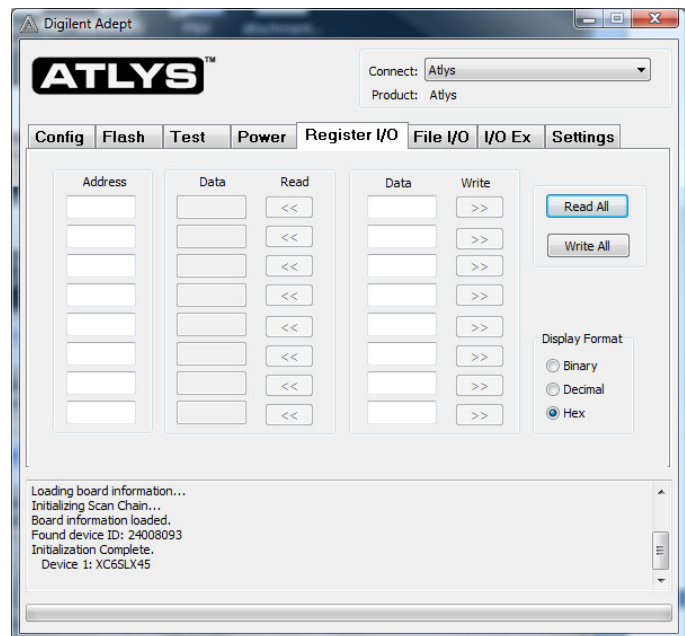 Digilent Adept
ATLYS™
Connect: Atlys
Product: Atlys
Config Flash Test Power Register I/O File I/O I/O Ex Settings
Address Data Read Data Write
<< >>
<< >>
<< >>
<< >>
<< >>
<< >>
<< >>
<< >>
Read All
Write All
Display Format
Binary
Decimal
Hex
Loading board information...
Initializing Scan Chain...
Board information loaded.
Found device ID: 24008093
Initialization Complete.
Device 1: XC6SLX45